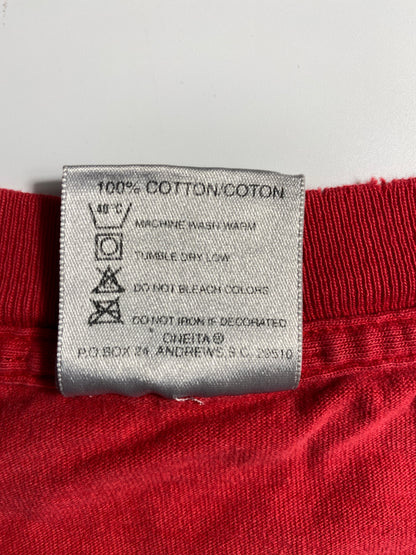 100% COTTON/COTON
40°C MACHINE WASH WARM
TUMBLE DRY LOW
DO NOT BLEACH COLORS
DO NOT IRON IF DECORATED
ONEITA ®
P.O BOX 24, ANDREWS, S.C. 29510